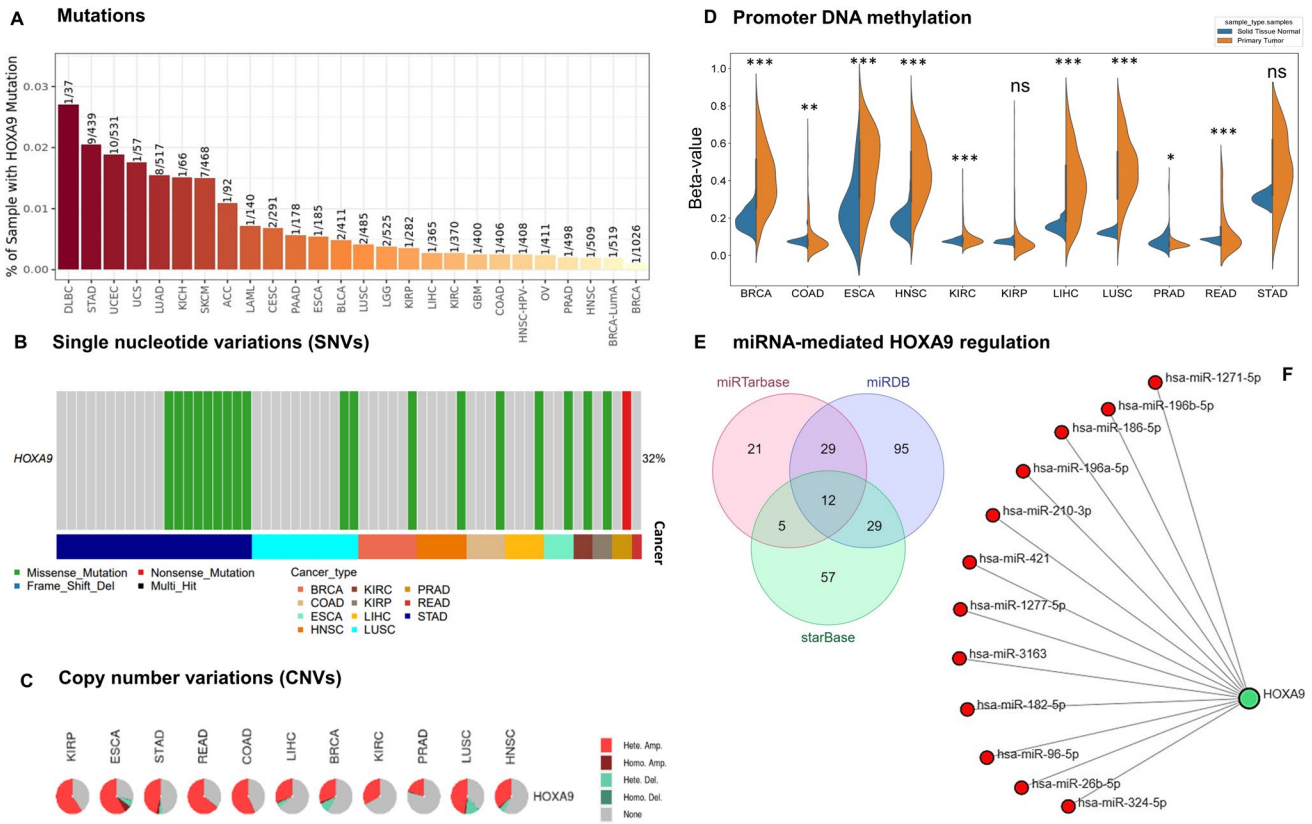 A
Mutations
% of Sample with HOXA9 Mutation
0.03
0.02
0.01
0.00
1/37
9/439
10/531
1/57
8/517
1/66
7/468
1/92
1/140
2/291
1/178
1/185
2/411
2/485
2/525
1/282
1/365
1/370
1/400
1/406
1/408
1/411
1/498
1/509
1/519
1/1026
DLBC
STAD
UCEC
UCS
LUAD
KICH
SKCM
ACC
LAML
CESC
PAAD
ESCA
BLCA
LUSC
LGG
KIRP
LIHC
KIRC
GBM
COAD
HNSC-HPV-
OV
PRAD
HNSC
BRCA-LumA
BRCA
B
Single nucleotide variations (SNVs)
HOXA9
32%
Cancer
Missense_Mutation
Nonsense_Mutation
Frame_Shift_Del
Multi_Hit
Cancer_type
BRCA KIRC PRAD
COAD KIRP READ
ESCA LIHC STAD
HNSC LUSC
C
Copy number variations (CNVs)
KIRP
ESCA
STAD
READ
COAD
LIHC
BRCA
KIRC
PRAD
LUSC
HNSC
HOXA9
Hete. Amp.
Homo. Amp.
Hete. Del.
Homo. Del.
None
D
Promoter DNA methylation
sample_type.samples
Solid Tissue Normal
Primary Tumor
Beta-value
1.0
0.8
0.6
0.4
0.2
0.0
***
**
***
***
***
ns
***
***
*
***
ns
BRCA COAD ESCA HNSC KIRC KIRP LIHC LUSC PRAD READ STAD
E
miRNA-mediated HOXA9 regulation
miRTarbase
miRDB
21
29
95
12
5
29
57
starBase
F
hsa-miR-1271-5p
hsa-miR-196b-5p
hsa-miR-186-5p
hsa-miR-196a-5p
hsa-miR-210-3p
hsa-miR-421
hsa-miR-1277-5p
hsa-miR-3163
HOXA9
hsa-miR-182-5p
hsa-miR-96-5p
hsa-miR-26b-5p
hsa-miR-324-5p